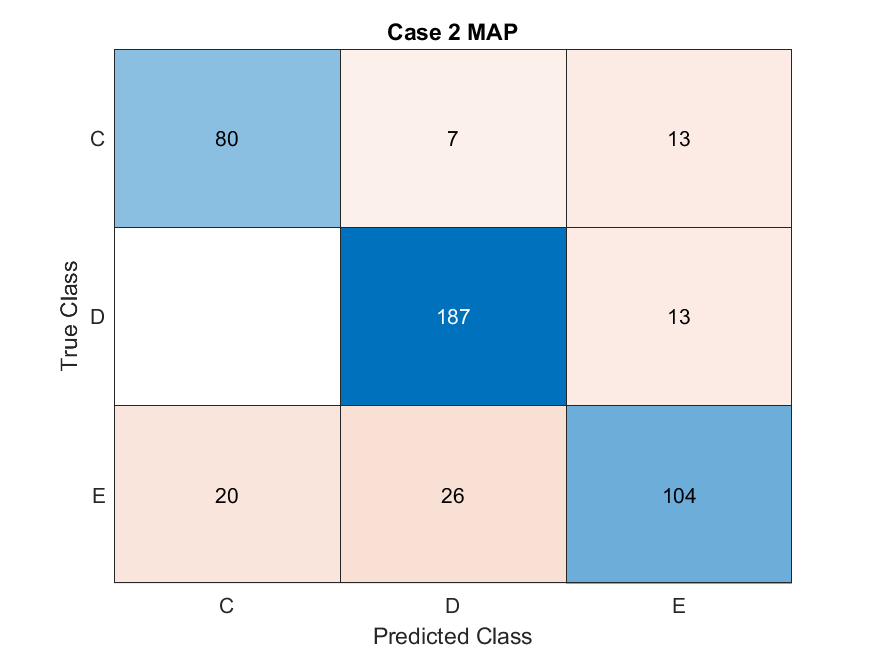 Case 2 MAP
C 80 7 13
True Class
D 187 13
E 20 26 104
C D E
Predicted Class